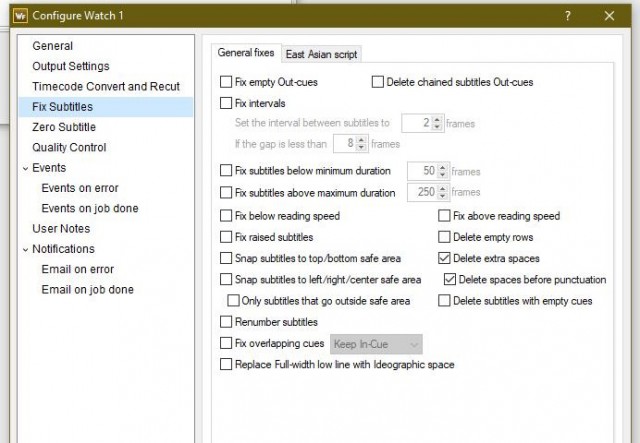 WF Configure Watch 1 ? ×
General
Output Settings
Timecode Convert and Recut
Fix Subtitles
Zero Subtitle
Quality Control
Events
Events on error
Events on job done
User Notes
Notifications
Email on error
Email on job done
General fixes East Asian script
Fix empty Out-cues Delete chained subtitles Out-cues
Fix intervals
Set the interval between subtitles to 2 frames
If the gap is less than 8 frames
Fix subtitles below minimum duration 50 frames
Fix subtitles above maximum duration 250 frames
Fix below reading speed Fix above reading speed
Fix raised subtitles Delete empty rows
Snap subtitles to top/bottom safe area Delete extra spaces
Snap subtitles to left/right/center safe area Delete spaces before punctuation
Only subtitles that go outside safe area Delete subtitles with empty cues
Renumber subtitles
Fix overlapping cues Keep In-Cue
Replace Full-width low line with Ideographic space